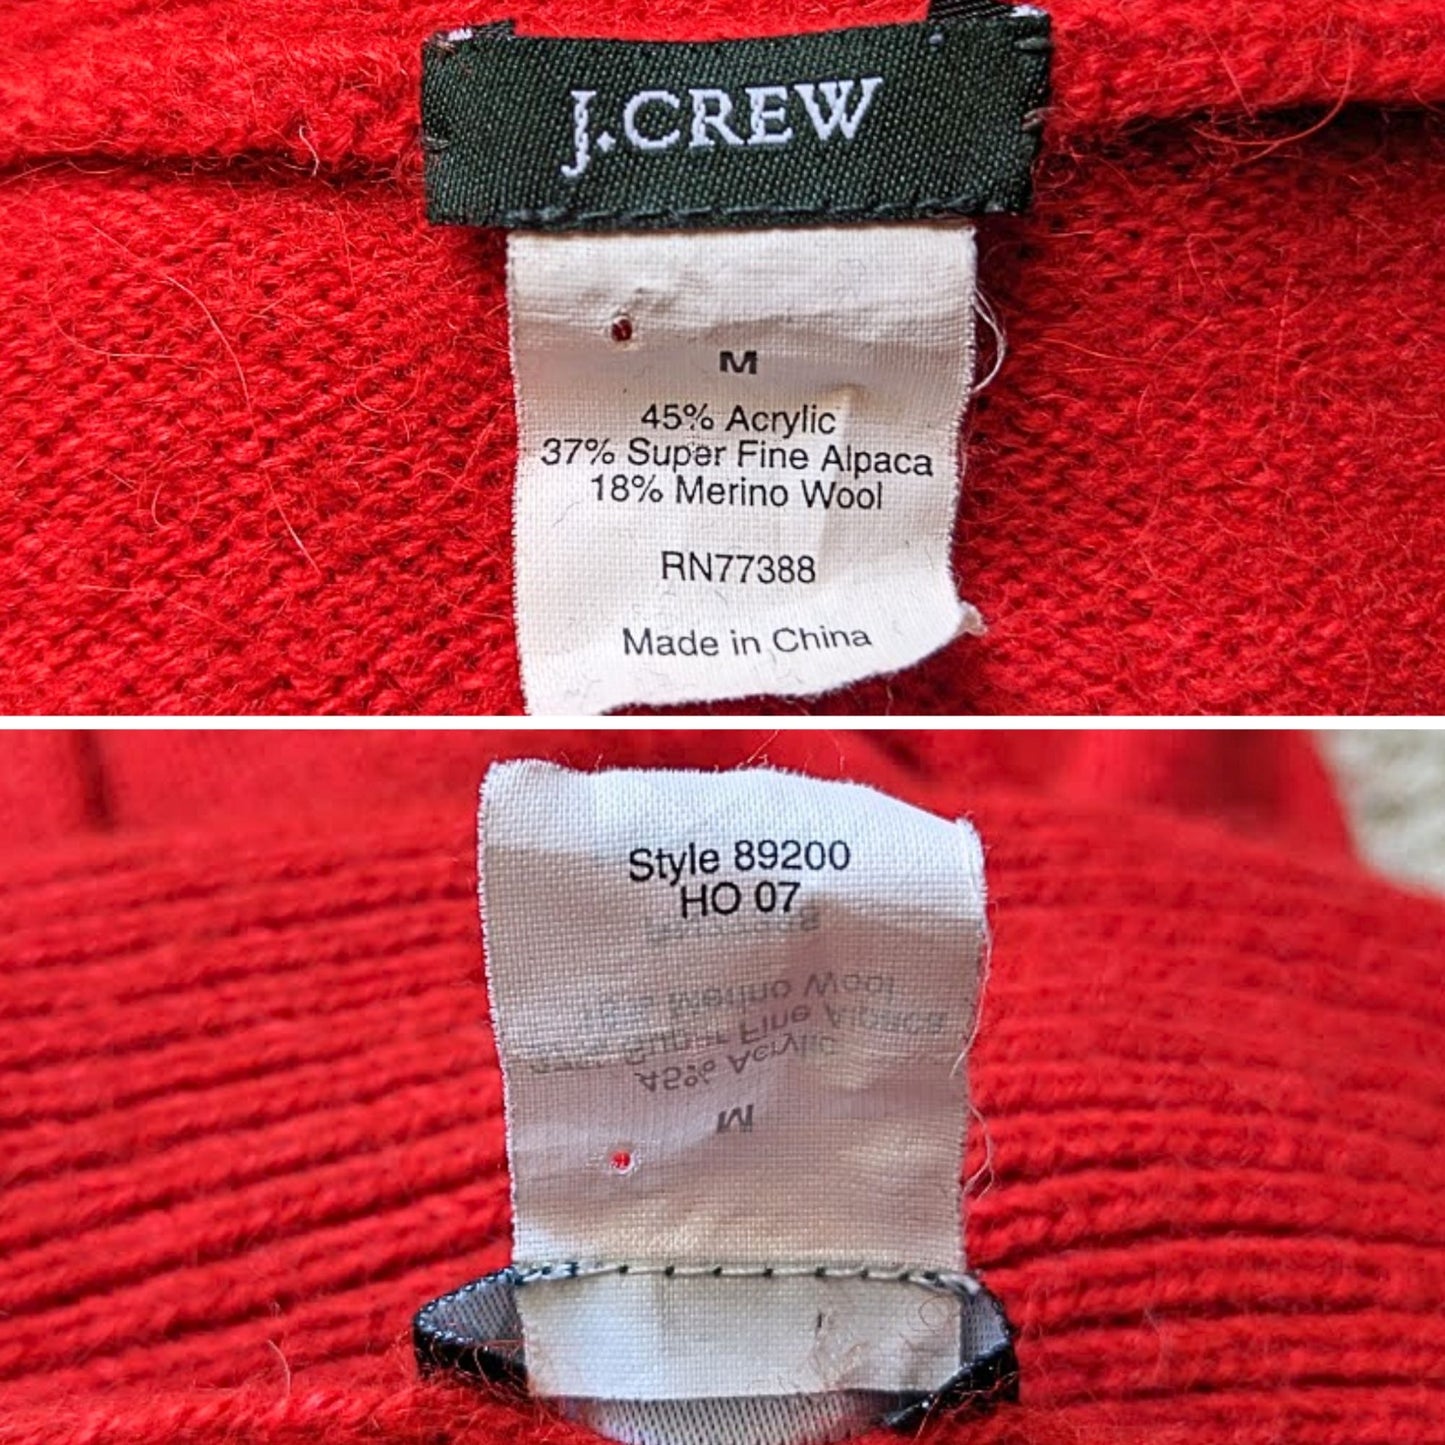 J.CREW
M
45% Acrylic
37% Super Fine Alpaca
18% Merino Wool
RN77388
Made in China
Style 89200
HO 07